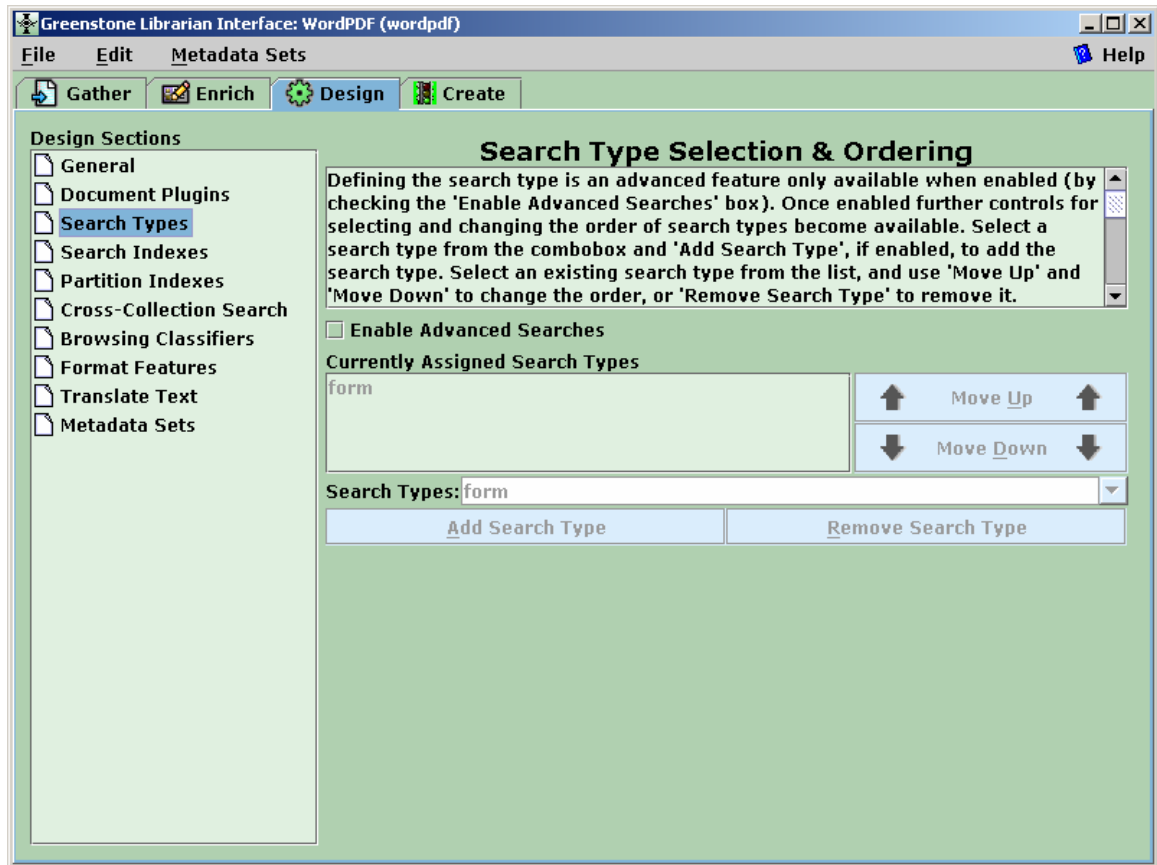 Greenstone Librarian Interface: WordPDF (wordpdf)
File Edit Metadata Sets Help
Gather Enrich Design Create
Design Sections
General
Document Plugins
Search Types
Search Indexes
Partition Indexes
Cross-Collection Search
Browsing Classifiers
Format Features
Translate Text
Metadata Sets
Search Type Selection & Ordering
Defining the search type is an advanced feature only available when enabled (by
checking the 'Enable Advanced Searches' box). Once enabled further controls for
selecting and changing the order of search types become available. Select a
search type from the combobox and 'Add Search Type', if enabled, to add the
search type. Select an existing search type from the list, and use 'Move Up' and
'Move Down' to change the order, or 'Remove Search Type' to remove it.
Enable Advanced Searches
Currently Assigned Search Types
form
Move Up
Move Down
Search Types: form
Add Search Type Remove Search Type